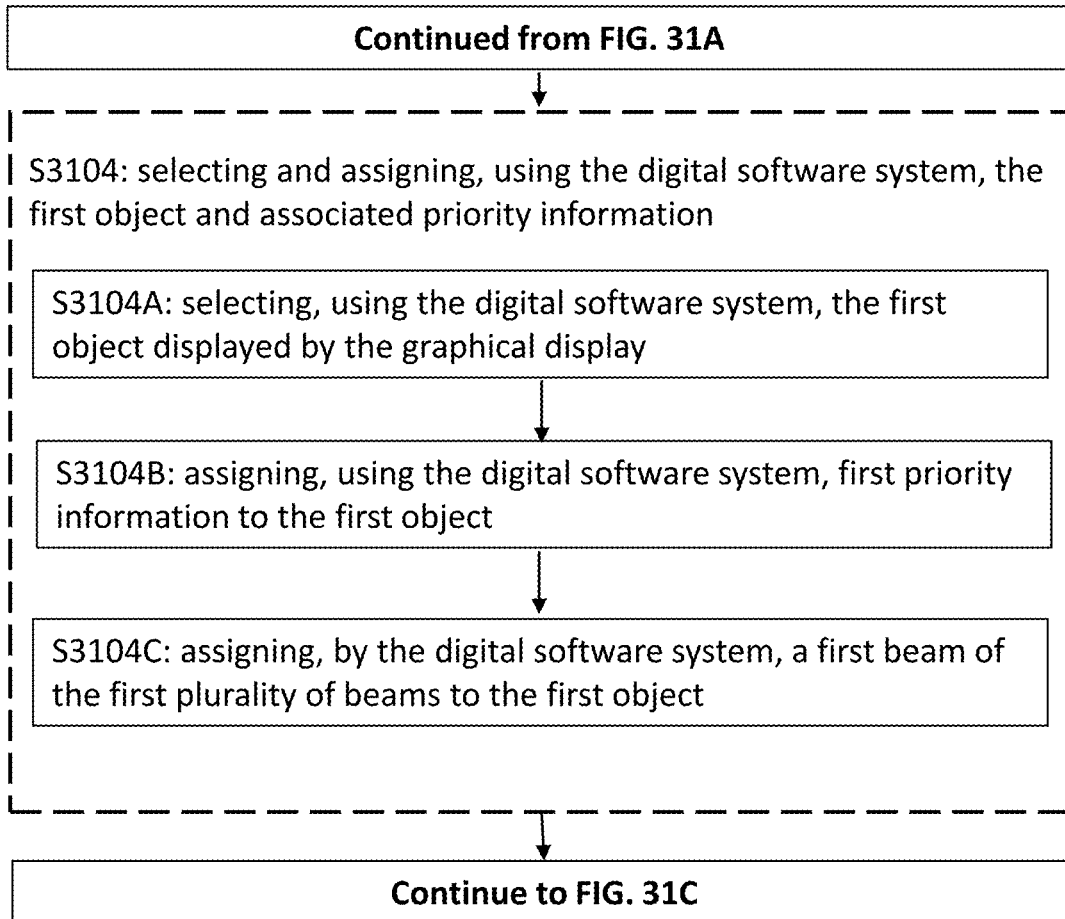 Continued from FIG. 31A
S3104: selecting and assigning, using the digital software system, the
first object and associated priority information
S3104A: selecting, using the digital software system, the first
object displayed by the graphical display
S3104B: assigning, using the digital software system, first priority
information to the first object
S3104C: assigning, by the digital software system, a first beam of
the first plurality of beams to the first object
Continue to FIG. 31C